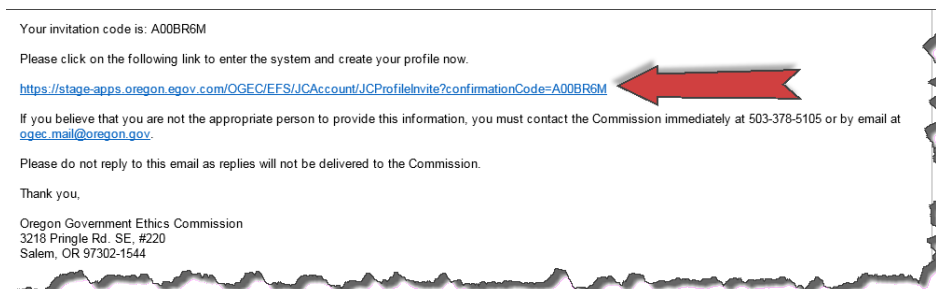 Your invitation code is: A00BR6M
Please click on the following link to enter the system and create your profile now.
https://stage-apps.oregon.egov.com/OGEC/EFS/JCAccount/JCProfileInvite?confirmationCode=A00BR6M
If you believe that you are not the appropriate person to provide this information, you must contact the Commission immediately at 503-378-5105 or by email at
ogec.mail@oregon.gov.
Please do not reply to this email as replies will not be delivered to the Commission.
Thank you,
Oregon Government Ethics Commission
3218 Pringle Rd. SE, #220
Salem, OR 97302-1544